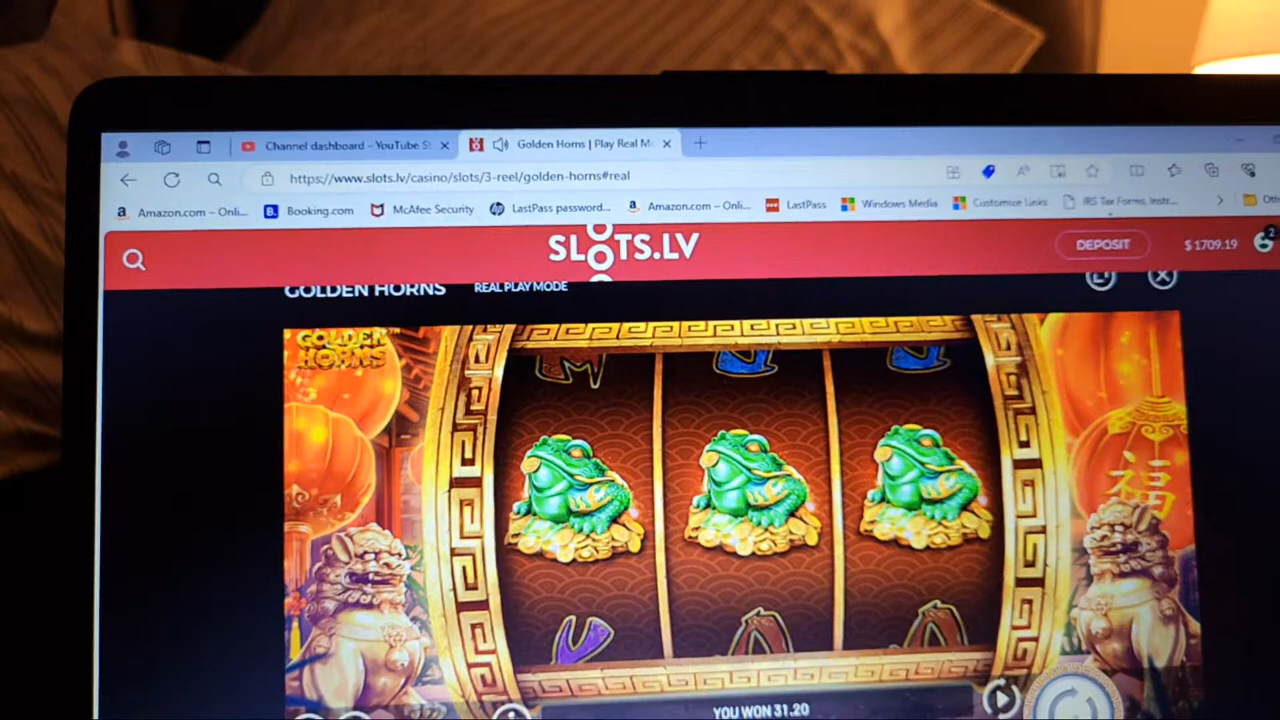 Channel dashboard - YouTube S
Golden Horns | Play Real M
https://www.slots.lv/casino/slots/3-reel/golden-horns#real
Amazon.com – Onli...
Booking.com
McAfee Security
LastPass password...
Amazon.com – Onli...
LastPass
Windows Media
Customize Links
IRS Tax Forms, Instr...
SLOTS.LV
DEPOSIT
$ 1709.19
2
GOLDEN HORNS
REAL PLAY MODE
GOLDEN
HORNS
福
YOU WON 31.20